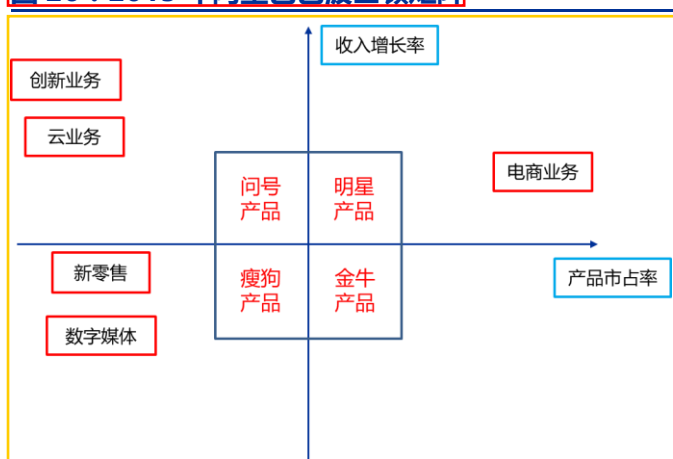 收入增长率
创新业务
云业务
电商业务
问号
产品
明星
产品
新零售
产品市占率
瘦狗
产品
金牛
产品
数字媒体